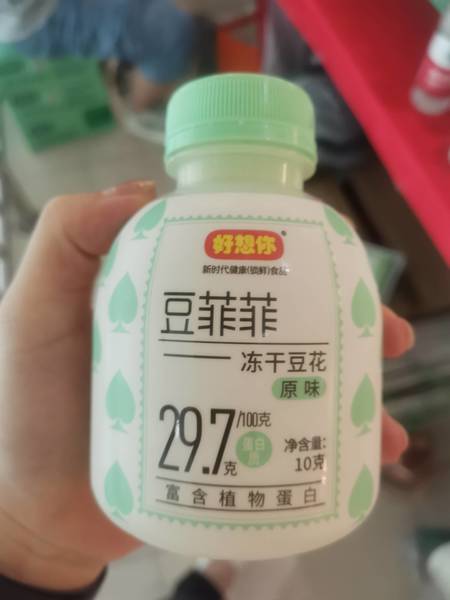 好想你®
新时代健康(锁鲜)食品
豆菲菲
——冻干豆花
原味
29.7克/100克
蛋白质
净含量:
10克
富含植物蛋白